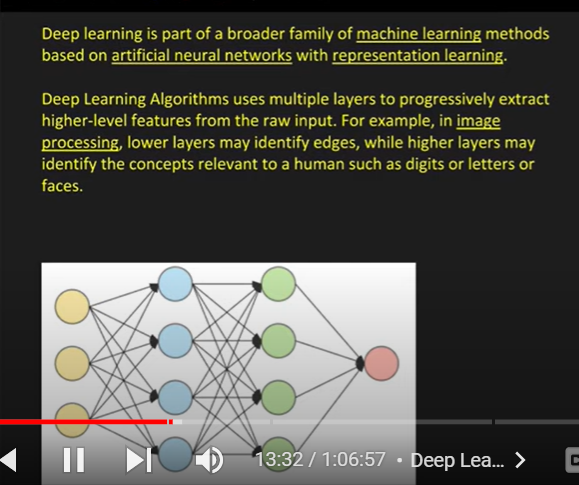 Deep learning is part of a broader family of machine learning methods
based on artificial neural networks with representation learning.
Deep Learning Algorithms uses multiple layers to progressively extract
higher-level features from the raw input. For example, in image
processing, lower layers may identify edges, while higher layers may
identify the concepts relevant to a human such as digits or letters or
faces.
13:32 / 1:06:57 • Deep Lea...